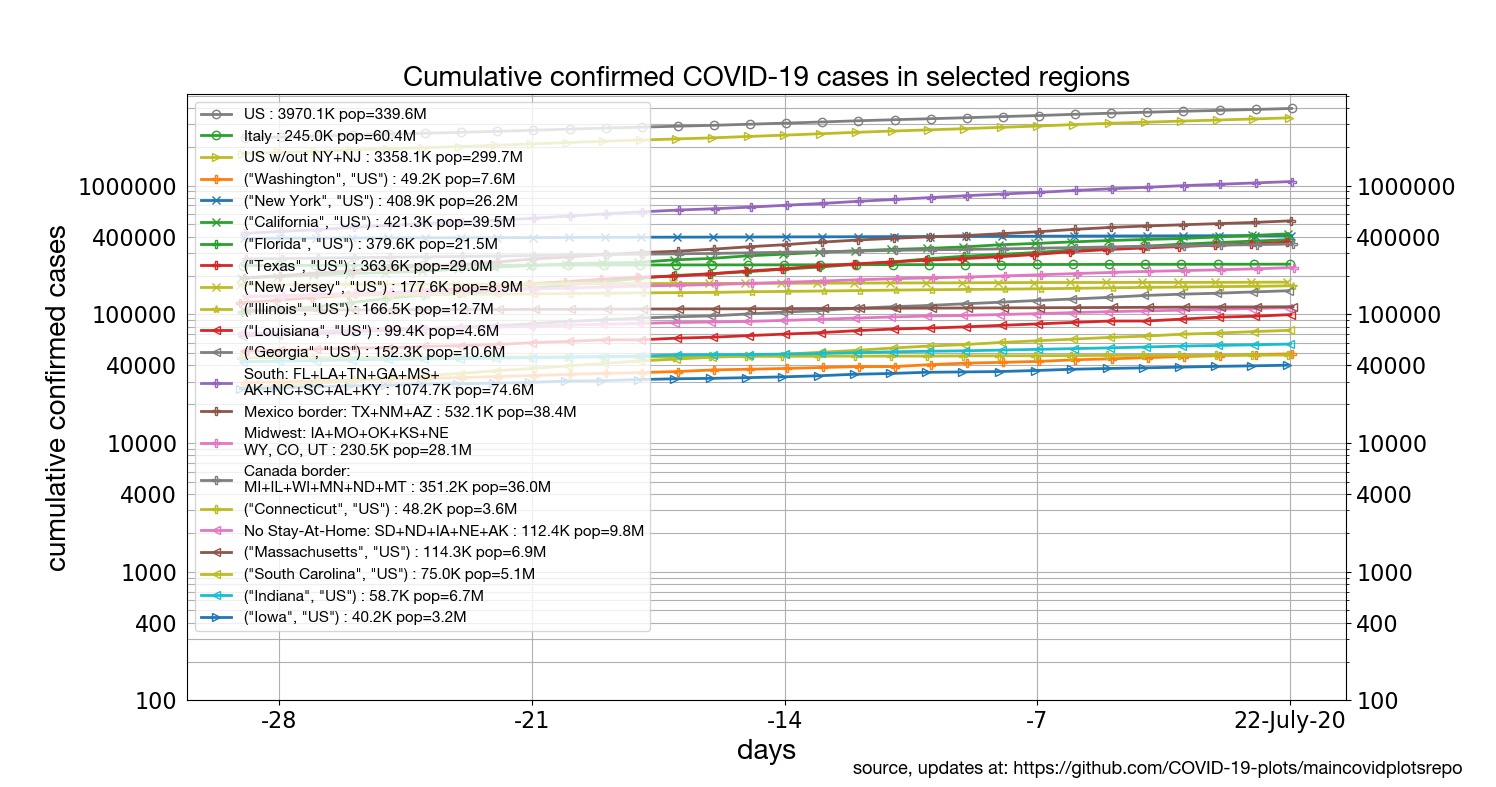 Cumulative confirmed COVID-19 cases in selected regions
US : 3970.1K pop=339.6M
Italy : 245.0K pop=60.4M
US w/out NY+NJ : 3358.1K pop=299.7M
("Washington", "US") : 49.2K pop=7.6M
("New York", "US") : 408.9K pop=26.2M
("California", "US") : 421.3K pop=39.5M
("Florida", "US") : 379.6K pop=21.5M
("Texas", "US") : 363.6K pop=29.0M
("New Jersey", "US") : 177.6K pop=8.9M
("Illinois", "US") : 166.5K pop=12.7M
("Louisiana", "US") : 99.4K pop=4.6M
("Georgia", "US") : 152.3K pop=10.6M
South: FL+LA+TN+GA+MS+
AK+NC+SC+AL+KY : 1074.7K pop=74.6M
Mexico border: TX+NM+AZ : 532.1K pop=38.4M
Midwest: IA+MO+OK+KS+NE
WY, CO, UT : 230.5K pop=28.1M
Canada border:
MI+IL+WI+MN+ND+MT : 351.2K pop=36.0M
("Connecticut", "US") : 48.2K pop=3.6M
No Stay-At-Home: SD+ND+IA+NE+AK : 112.4K pop=9.8M
("Massachusetts", "US") : 114.3K pop=6.9M
("South Carolina", "US") : 75.0K pop=5.1M
("Indiana", "US") : 58.7K pop=6.7M
("Iowa", "US") : 40.2K pop=3.2M
cumulative confirmed cases
1000000
400000
100000
40000
10000
4000
1000
400
100
1000000
400000
100000
40000
10000
4000
1000
400
100
-28 -21 -14 -7 22-July-20
days
source, updates at: https://github.com/COVID-19-plots/maincovidplotsrepo